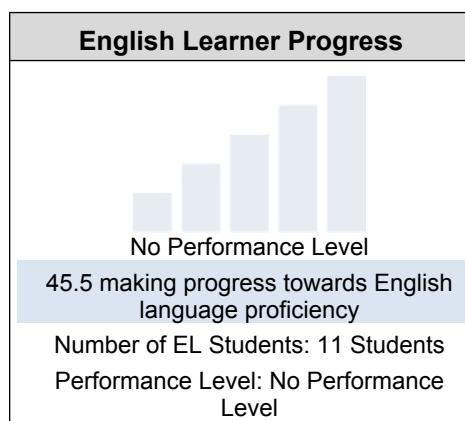 English Learner Progress
No Performance Level
45.5 making progress towards English
language proficiency
Number of EL Students: 11 Students
Performance Level: No Performance
Level